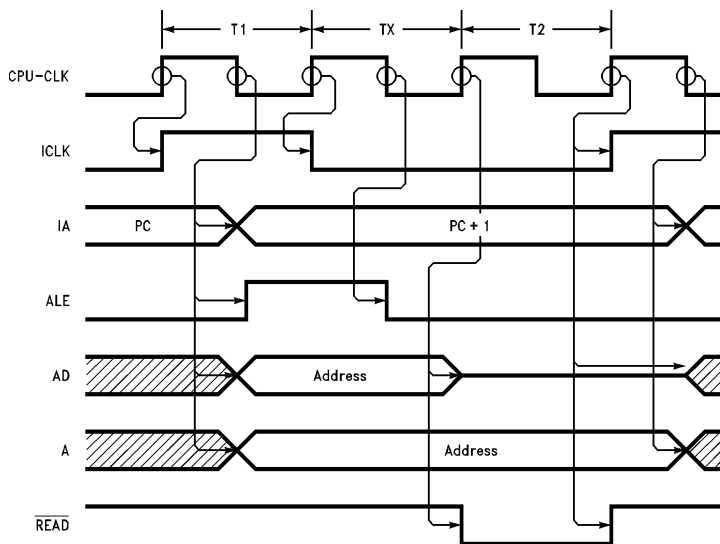 T1 TX T2
CPU-CLK
ICLK
IA PC PC + 1
ALE
AD Address
A Address
READ